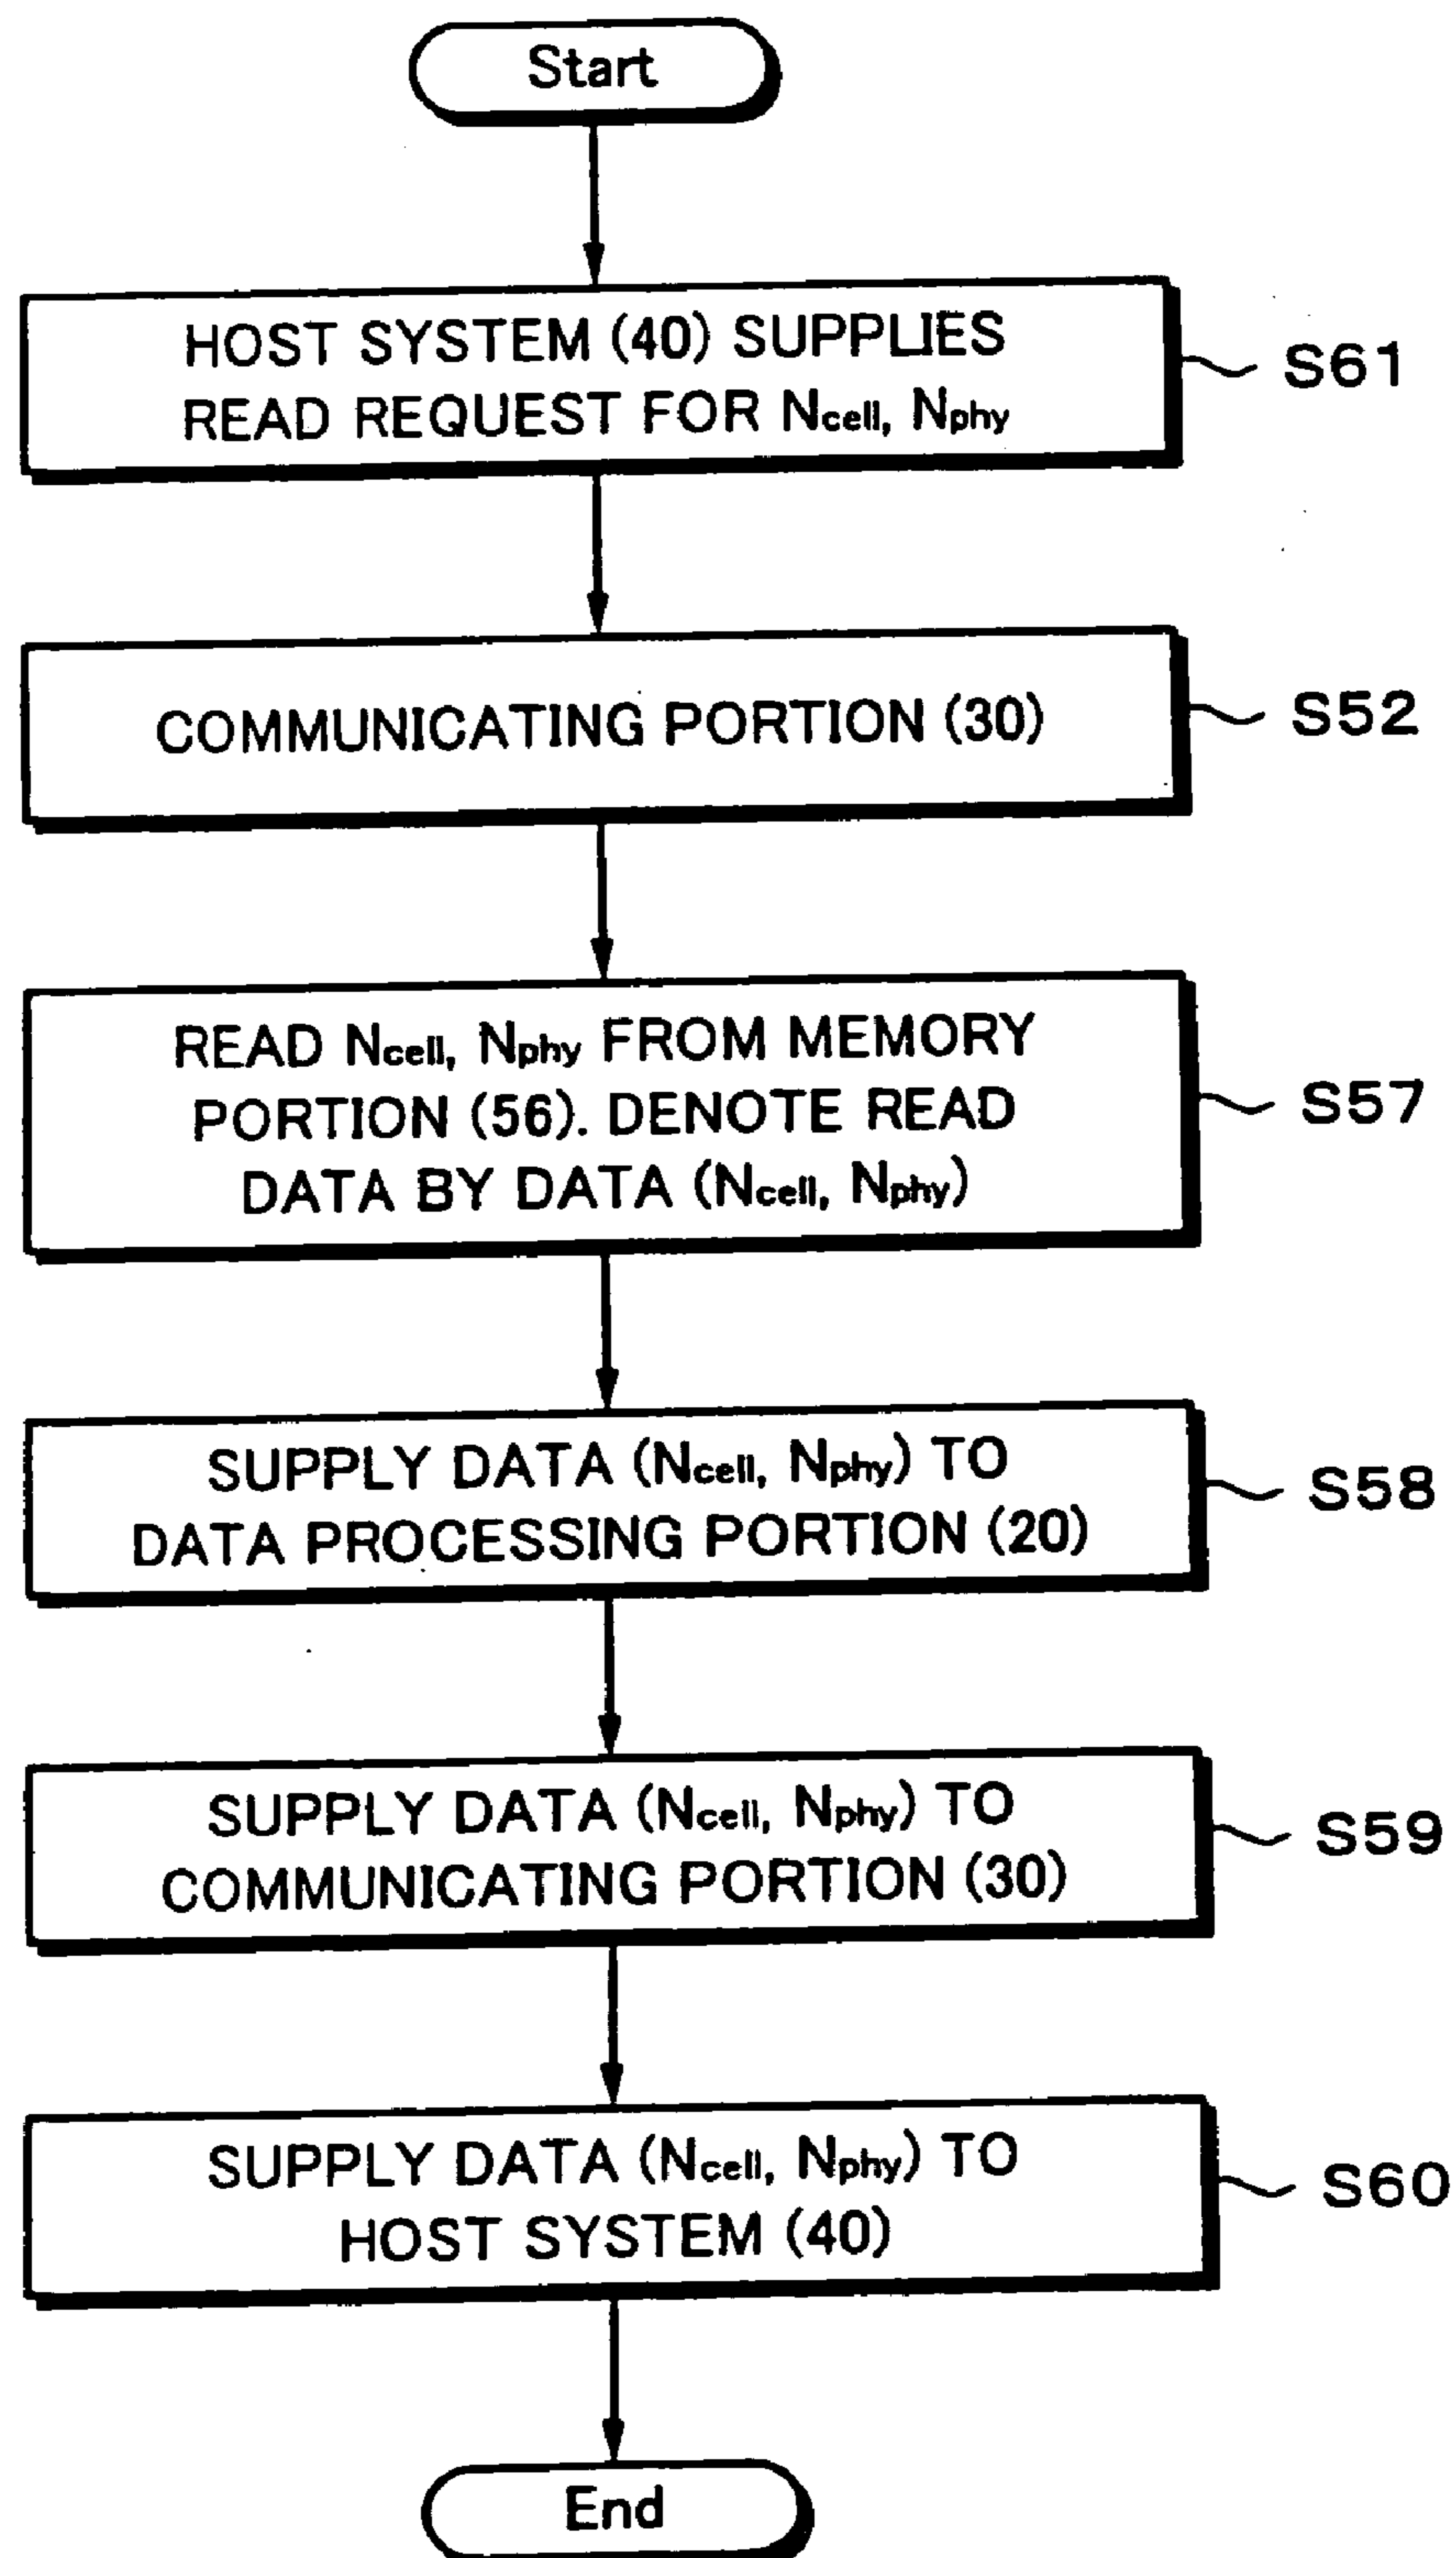 Start
HOST SYSTEM (40) SUPPLIES
READ REQUEST FOR Ncell, Nphy
S61
COMMUNICATING PORTION (30)
S52
READ Ncell, Nphy FROM MEMORY
PORTION (56). DENOTE READ
DATA BY DATA (Ncell, Nphy)
S57
SUPPLY DATA (Ncell, Nphy) TO
DATA PROCESSING PORTION (20)
S58
SUPPLY DATA (Ncell, Nphy) TO
COMMUNICATING PORTION (30)
S59
SUPPLY DATA (Ncell, Nphy) TO
HOST SYSTEM (40)
S60
End